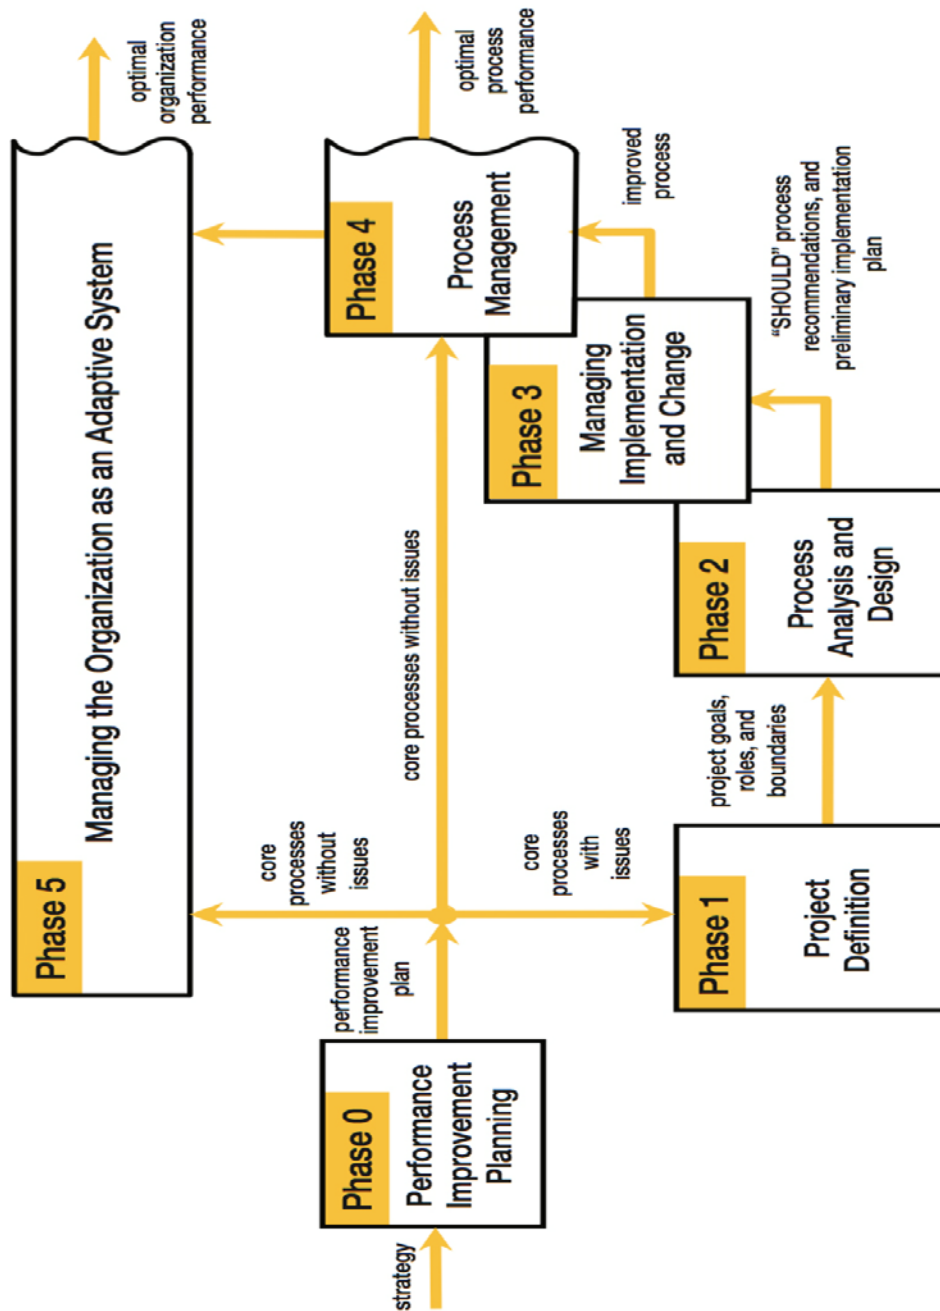 Phase 5
Managing the Organization as an Adaptive System
optimal
organization
performance
strategy
Phase 0
Performance
Improvement
Planning
performance
improvement
plan
core
processes
without
issues
core processes without issues
core
processes
with
issues
Phase 4
Process
Management
optimal
process
performance
Phase 3
Managing
Implementation
and Change
improved
process
Phase 1
Project
Definition
project goals,
roles, and
boundaries
Phase 2
Process
Analysis and
Design
“SHOULD” process
recommendations, and
preliminary implementation
plan